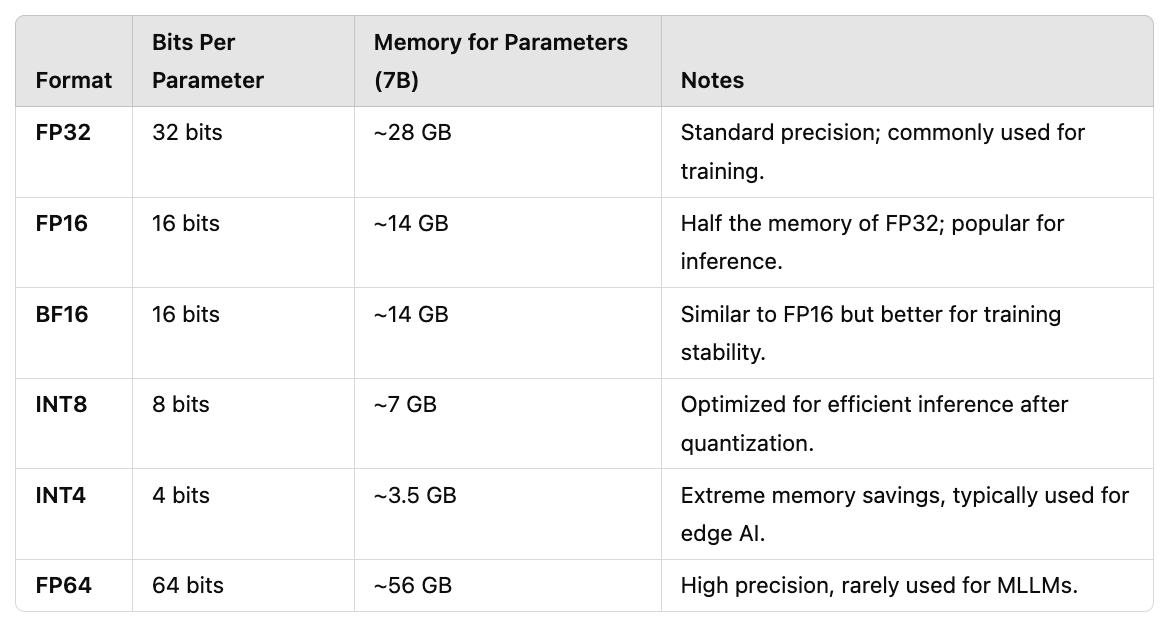 Format Bits Per Parameter Memory for Parameters (7B) Notes
FP32 32 bits ~28 GB Standard precision; commonly used for
training.
FP16 16 bits ~14 GB Half the memory of FP32; popular for
inference.
BF16 16 bits ~14 GB Similar to FP16 but better for training
stability.
INT8 8 bits ~7 GB Optimized for efficient inference after
quantization.
INT4 4 bits ~3.5 GB Extreme memory savings, typically used for
edge AI.
FP64 64 bits ~56 GB High precision, rarely used for MLLMs.